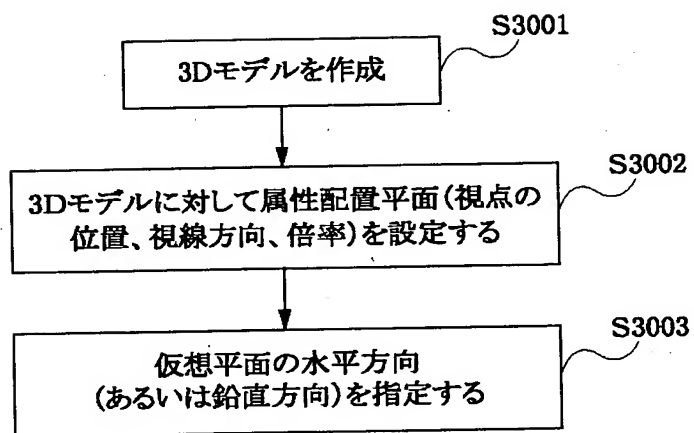 S3001
3Dモデルを作成
S3002
3Dモデルに対して属性配置平面(視点の
位置、視線方向、倍率)を設定する
S3003
仮想平面の水平方向
(あるいは鉛直方向)を指定する